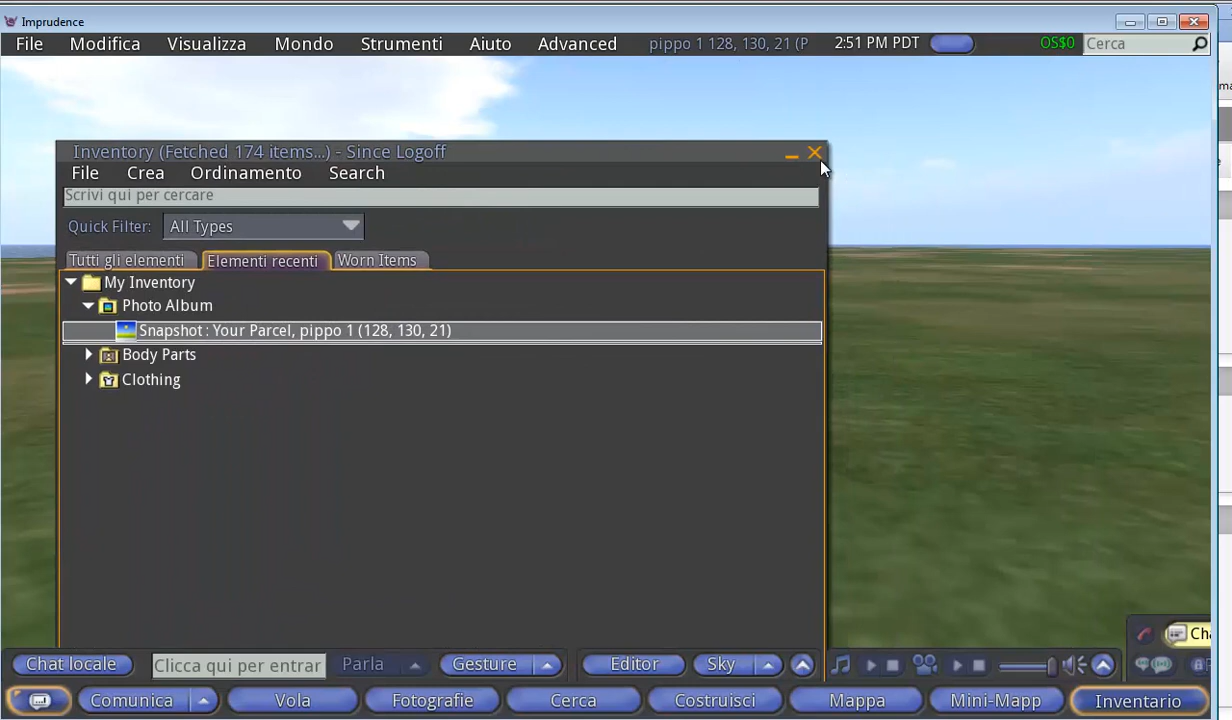 Imprudence
File Modifica Visualizza Mondo Strumenti Aiuto Advanced pippo 1 128, 130, 21 (P 2:51 PM PDT OS$0 Cerca
Inventory (Fetched 174 items...) - Since Logoff
File Crea Ordinamento Search
Scrivi qui per cercare
Quick Filter: All Types
Tutti gli elementi Elementi recenti Worn Items
My Inventory
Photo Album
Snapshot : Your Parcel, pippo 1 (128, 130, 21)
Body Parts
Clothing
Chat locale Clicca qui per entrar Parla Gesture Editor Sky
Comunica Vola Fotografie Cerca Costruisci Mappa Mini-Mapp Inventario